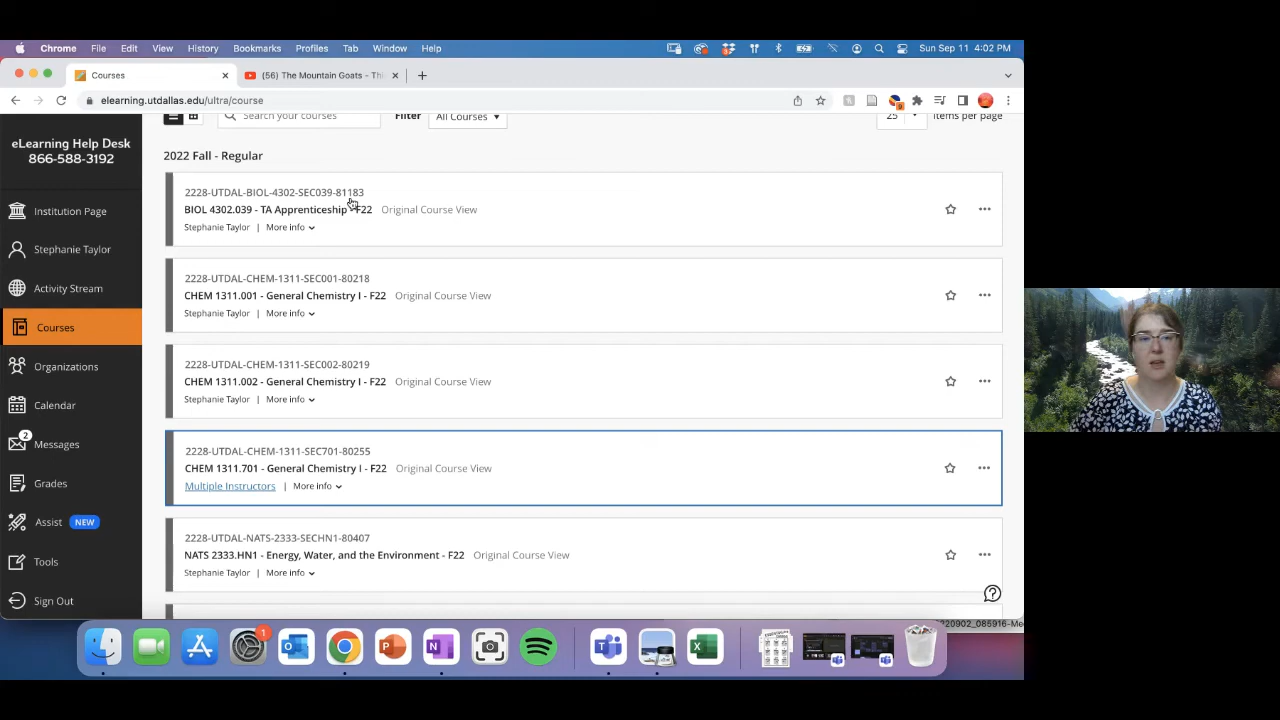 Chrome File Edit View History Bookmarks Profiles Tab Window Help Sun Sep 11 4:02 PM
Courses (56) The Mountain Goats - Thi
elearning.utdallas.edu/ultra/course
eLearning Help Desk
866-588-3192
Institution Page
Stephanie Taylor
Activity Stream
Courses
Organizations
Calendar
2
Messages
Grades
Assist NEW
Tools
Sign Out
Search your courses Filter All Courses 25 items per page
2022 Fall - Regular
2228-UTDAL-BIOL-4302-SEC039-81183
BIOL 4302.039 - TA Apprenticeship - F22 Original Course View
Stephanie Taylor | More info
2228-UTDAL-CHEM-1311-SEC001-80218
CHEM 1311.001 - General Chemistry I - F22 Original Course View
Stephanie Taylor | More info
2228-UTDAL-CHEM-1311-SEC002-80219
CHEM 1311.002 - General Chemistry I - F22 Original Course View
Stephanie Taylor | More info
2228-UTDAL-CHEM-1311-SEC701-80255
CHEM 1311.701 - General Chemistry I - F22 Original Course View
Multiple Instructors | More info
2228-UTDAL-NATS-2333-SECHN1-80407
NATS 2333.HN1 - Energy, Water, and the Environment - F22 Original Course View
Stephanie Taylor | More info
220902_085916-Me
1